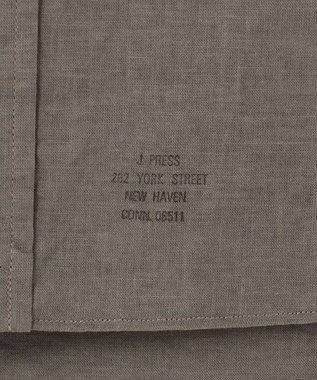 J. PRESS
262 YORK STREET
NEW HAVEN
CONN. 06511